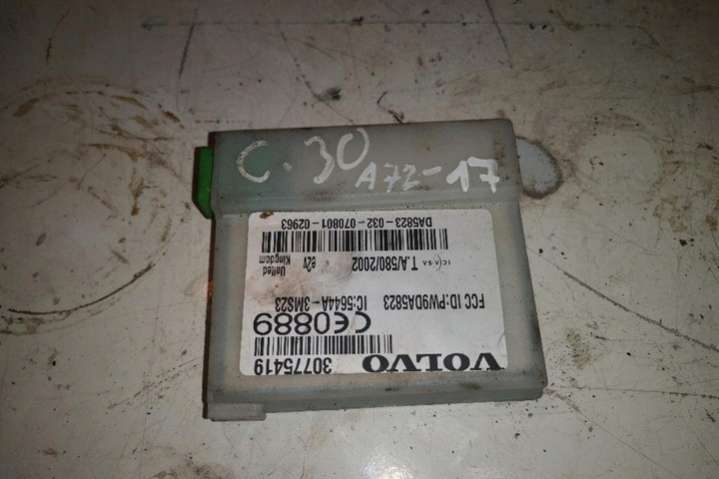 C.30 A72-17
VOLVO 30775419
CE0889
FCC ID:PW9DA5823 IC:5644A-3MS23
T.A/580/2002 United Kingdom
DA5823-032-070801-02963